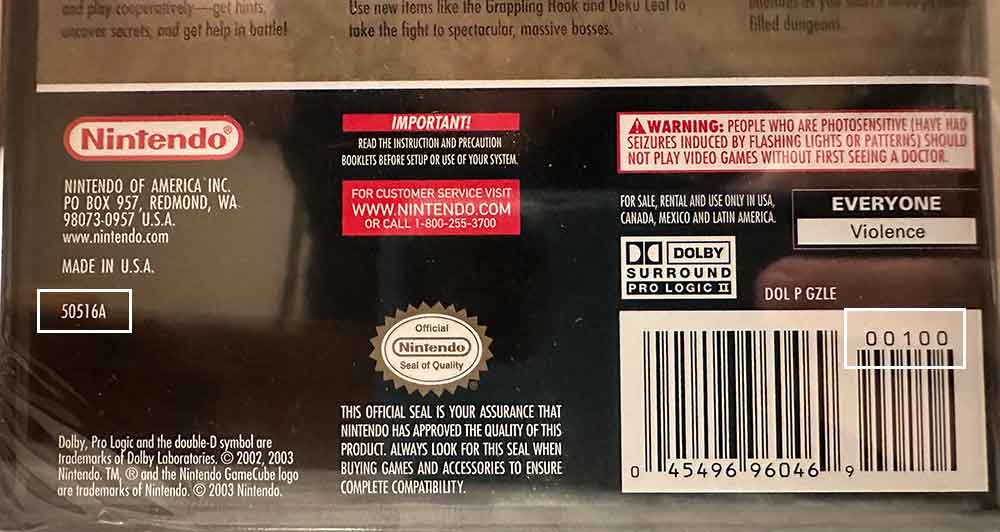 and play cooperatively—get hints,
uncover secrets, and get help in battle!
Use new items like the Grappling Hook and Deku Leaf to
take the fight to spectacular, massive bosses.
filled dungeons.
Nintendo®
NINTENDO OF AMERICA INC.
PO BOX 957, REDMOND, WA
98073-0957 U.S.A.
www.nintendo.com
MADE IN U.S.A.
50516A
Dolby, Pro Logic and the double-D symbol are
trademarks of Dolby Laboratories. © 2002, 2003
Nintendo. TM, ® and the Nintendo GameCube logo
are trademarks of Nintendo. © 2003 Nintendo.
IMPORTANT!
READ THE INSTRUCTION AND PRECAUTION
BOOKLETS BEFORE SETUP OR USE OF YOUR SYSTEM.
FOR CUSTOMER SERVICE VISIT
WWW.NINTENDO.COM
OR CALL 1-800-255-3700
Official
Nintendo
Seal of Quality
THIS OFFICIAL SEAL IS YOUR ASSURANCE THAT
NINTENDO HAS APPROVED THE QUALITY OF THIS
PRODUCT. ALWAYS LOOK FOR THIS SEAL WHEN
BUYING GAMES AND ACCESSORIES TO ENSURE
COMPLETE COMPATIBILITY.
WARNING: PEOPLE WHO ARE PHOTOSENSITIVE (HAVE HAD
SEIZURES INDUCED BY FLASHING LIGHTS OR PATTERNS) SHOULD
NOT PLAY VIDEO GAMES WITHOUT FIRST SEEING A DOCTOR.
FOR SALE, RENTAL AND USE ONLY IN USA,
CANADA, MEXICO AND LATIN AMERICA.
EVERYONE
Violence
DOLBY
SURROUND
PRO LOGIC II
DOL P GZLE
00100
0 45496 96046 9